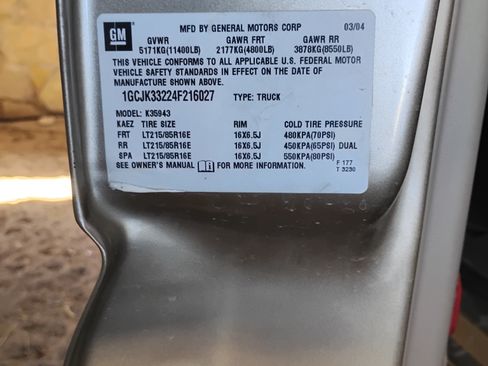 GM
MFD BY GENERAL MOTORS CORP 03/04
GVWR GAWR FRT GAWR RR
5171KG(11400LB) 2177KG(4800LB) 3878KG(8550LB)
THIS VEHICLE CONFORMS TO ALL APPLICABLE U.S. FEDERAL MOTOR
VEHICLE SAFETY STANDARDS IN EFFECT ON THE DATE OF
MANUFACTURE SHOWN ABOVE.
1GCJK33224F216027 TYPE: TRUCK
MODEL: K35943
KAEZ TIRE SIZE RIM COLD TIRE PRESSURE
FRT LT215/85R16E 16X6.5J 480KPA(70PSI)
RR LT215/85R16E 16X6.5J 450KPA(65PSI) DUAL
SPA LT215/85R16E 16X6.5J 550KPA(80PSI)
SEE OWNER'S MANUAL FOR MORE INFORMATION.
F 177
T 3230